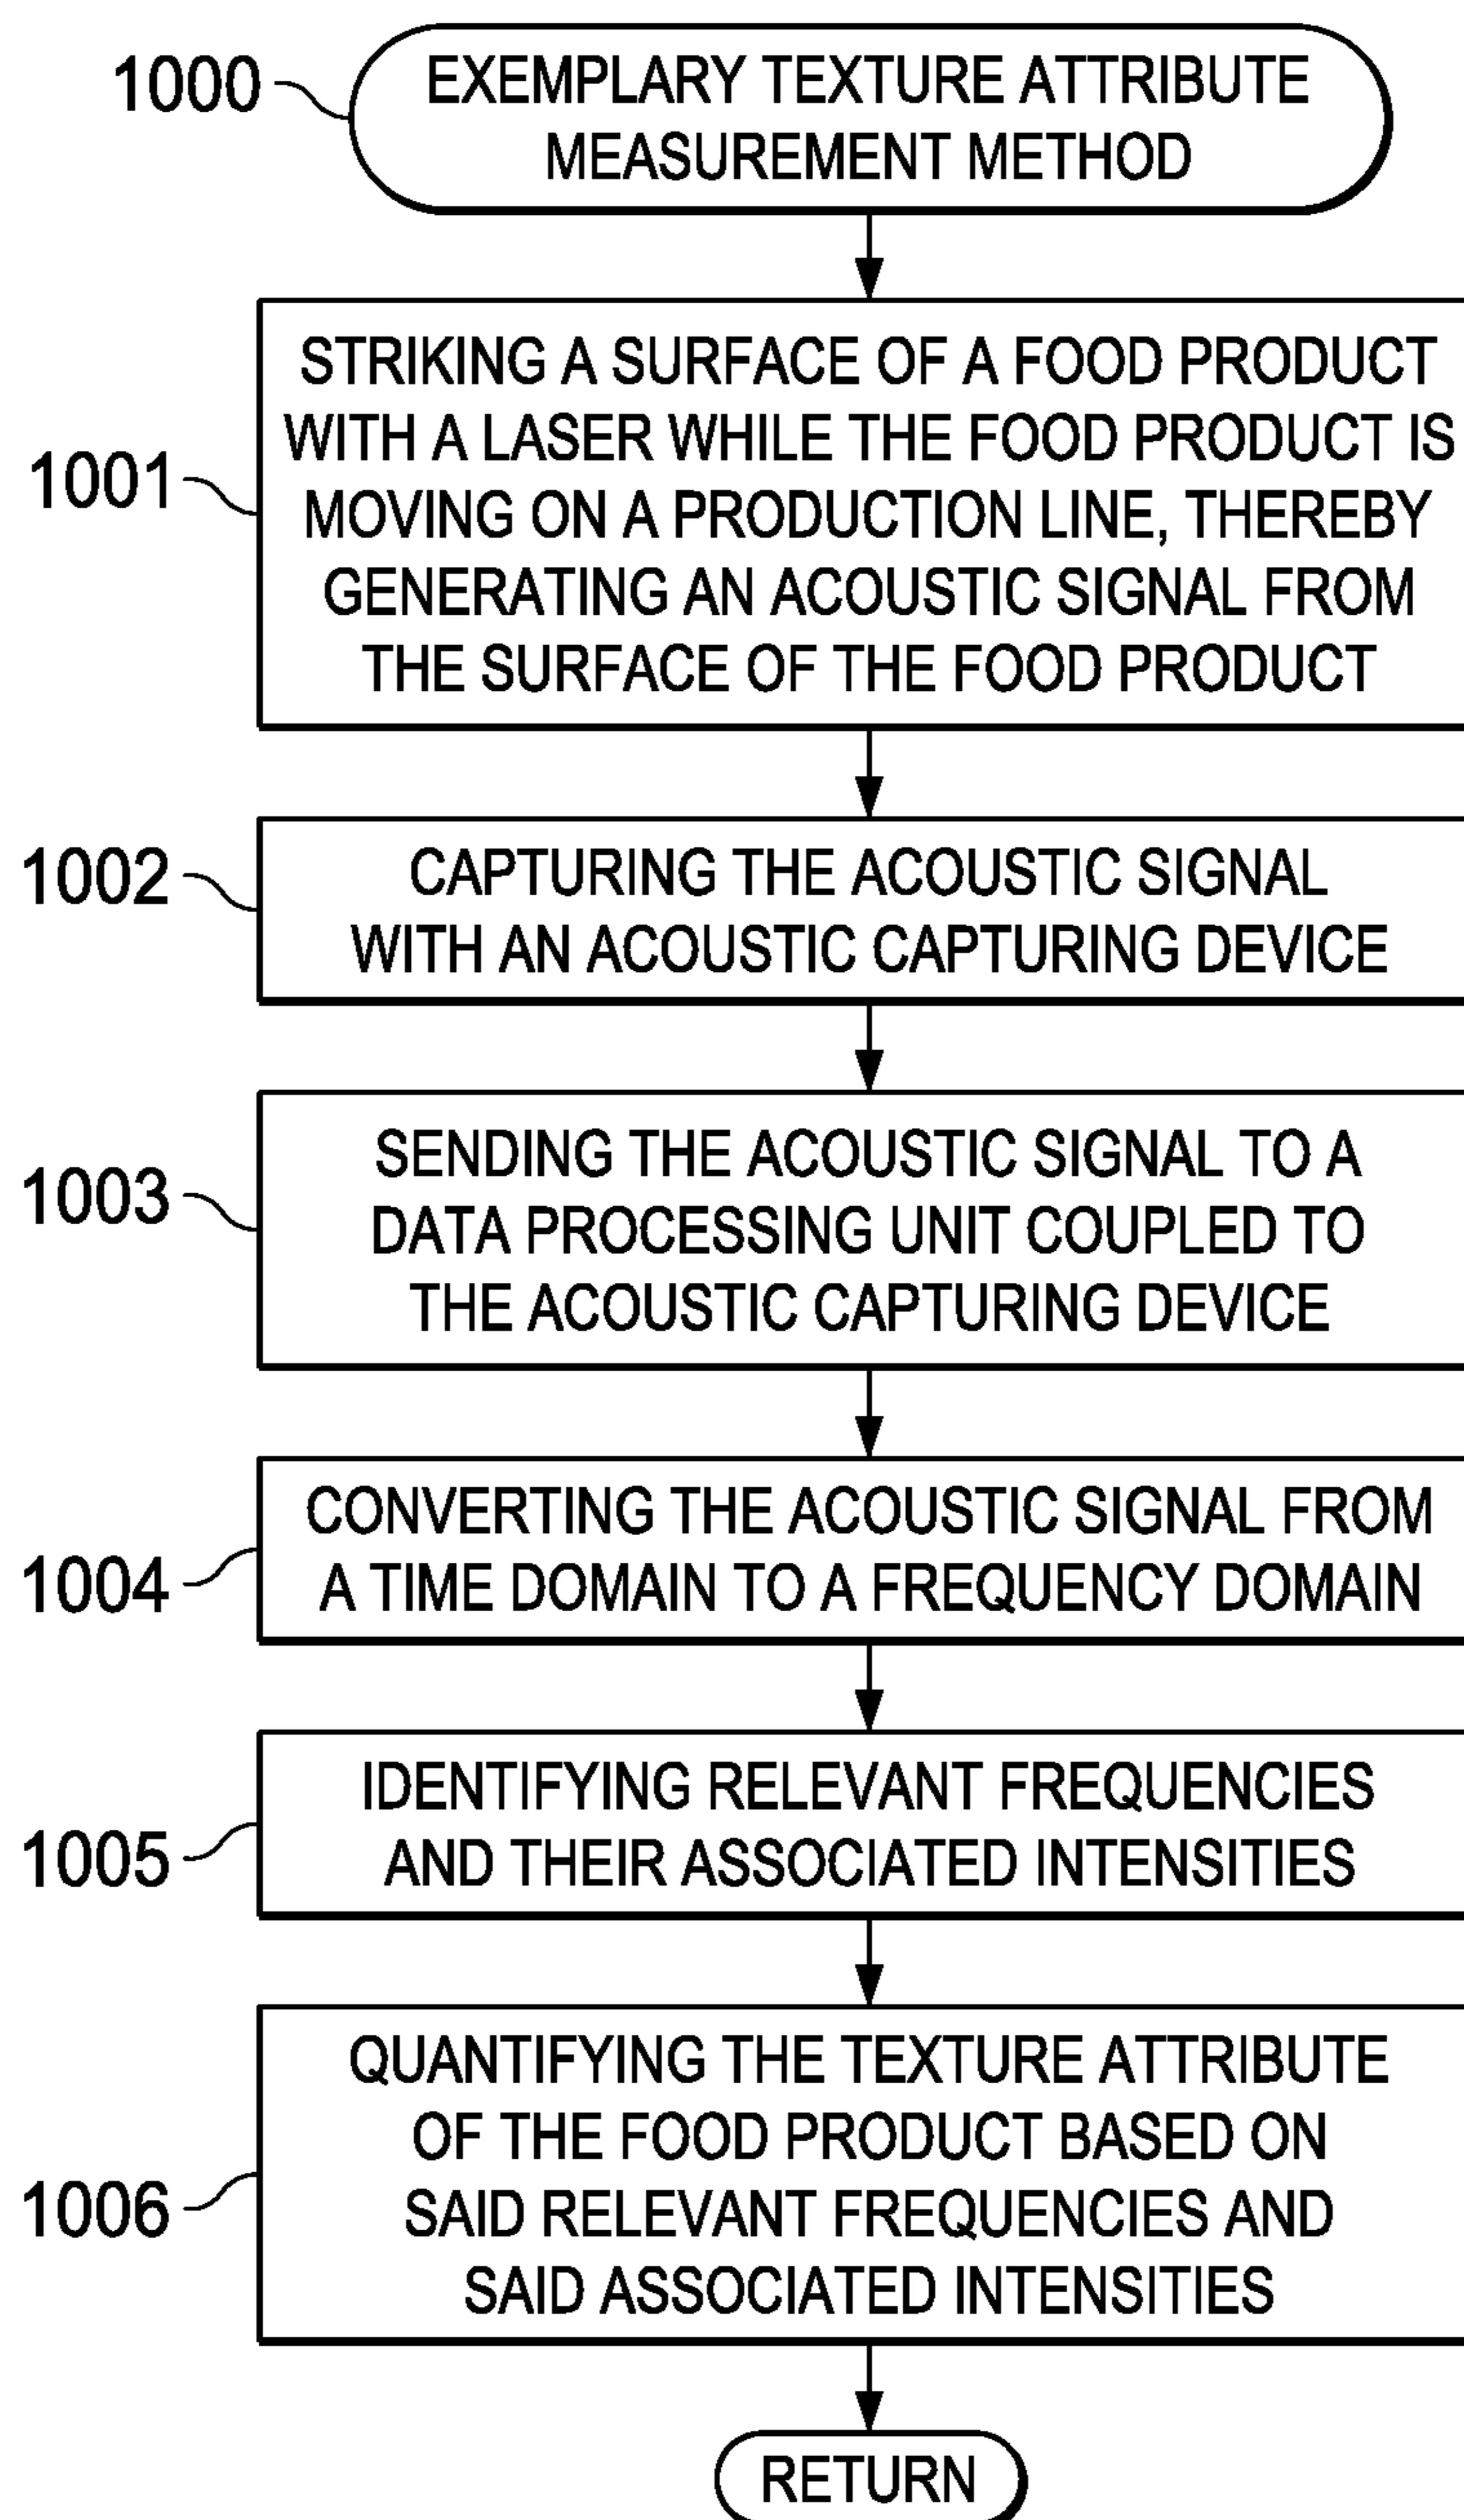 1000
EXEMPLARY TEXTURE ATTRIBUTE
MEASUREMENT METHOD
1001
STRIKING A SURFACE OF A FOOD PRODUCT
WITH A LASER WHILE THE FOOD PRODUCT IS
MOVING ON A PRODUCTION LINE, THEREBY
GENERATING AN ACOUSTIC SIGNAL FROM
THE SURFACE OF THE FOOD PRODUCT
1002
CAPTURING THE ACOUSTIC SIGNAL
WITH AN ACOUSTIC CAPTURING DEVICE
1003
SENDING THE ACOUSTIC SIGNAL TO A
DATA PROCESSING UNIT COUPLED TO
THE ACOUSTIC CAPTURING DEVICE
1004
CONVERTING THE ACOUSTIC SIGNAL FROM
A TIME DOMAIN TO A FREQUENCY DOMAIN
1005
IDENTIFYING RELEVANT FREQUENCIES
AND THEIR ASSOCIATED INTENSITIES
1006
QUANTIFYING THE TEXTURE ATTRIBUTE
OF THE FOOD PRODUCT BASED ON
SAID RELEVANT FREQUENCIES AND
SAID ASSOCIATED INTENSITIES
RETURN